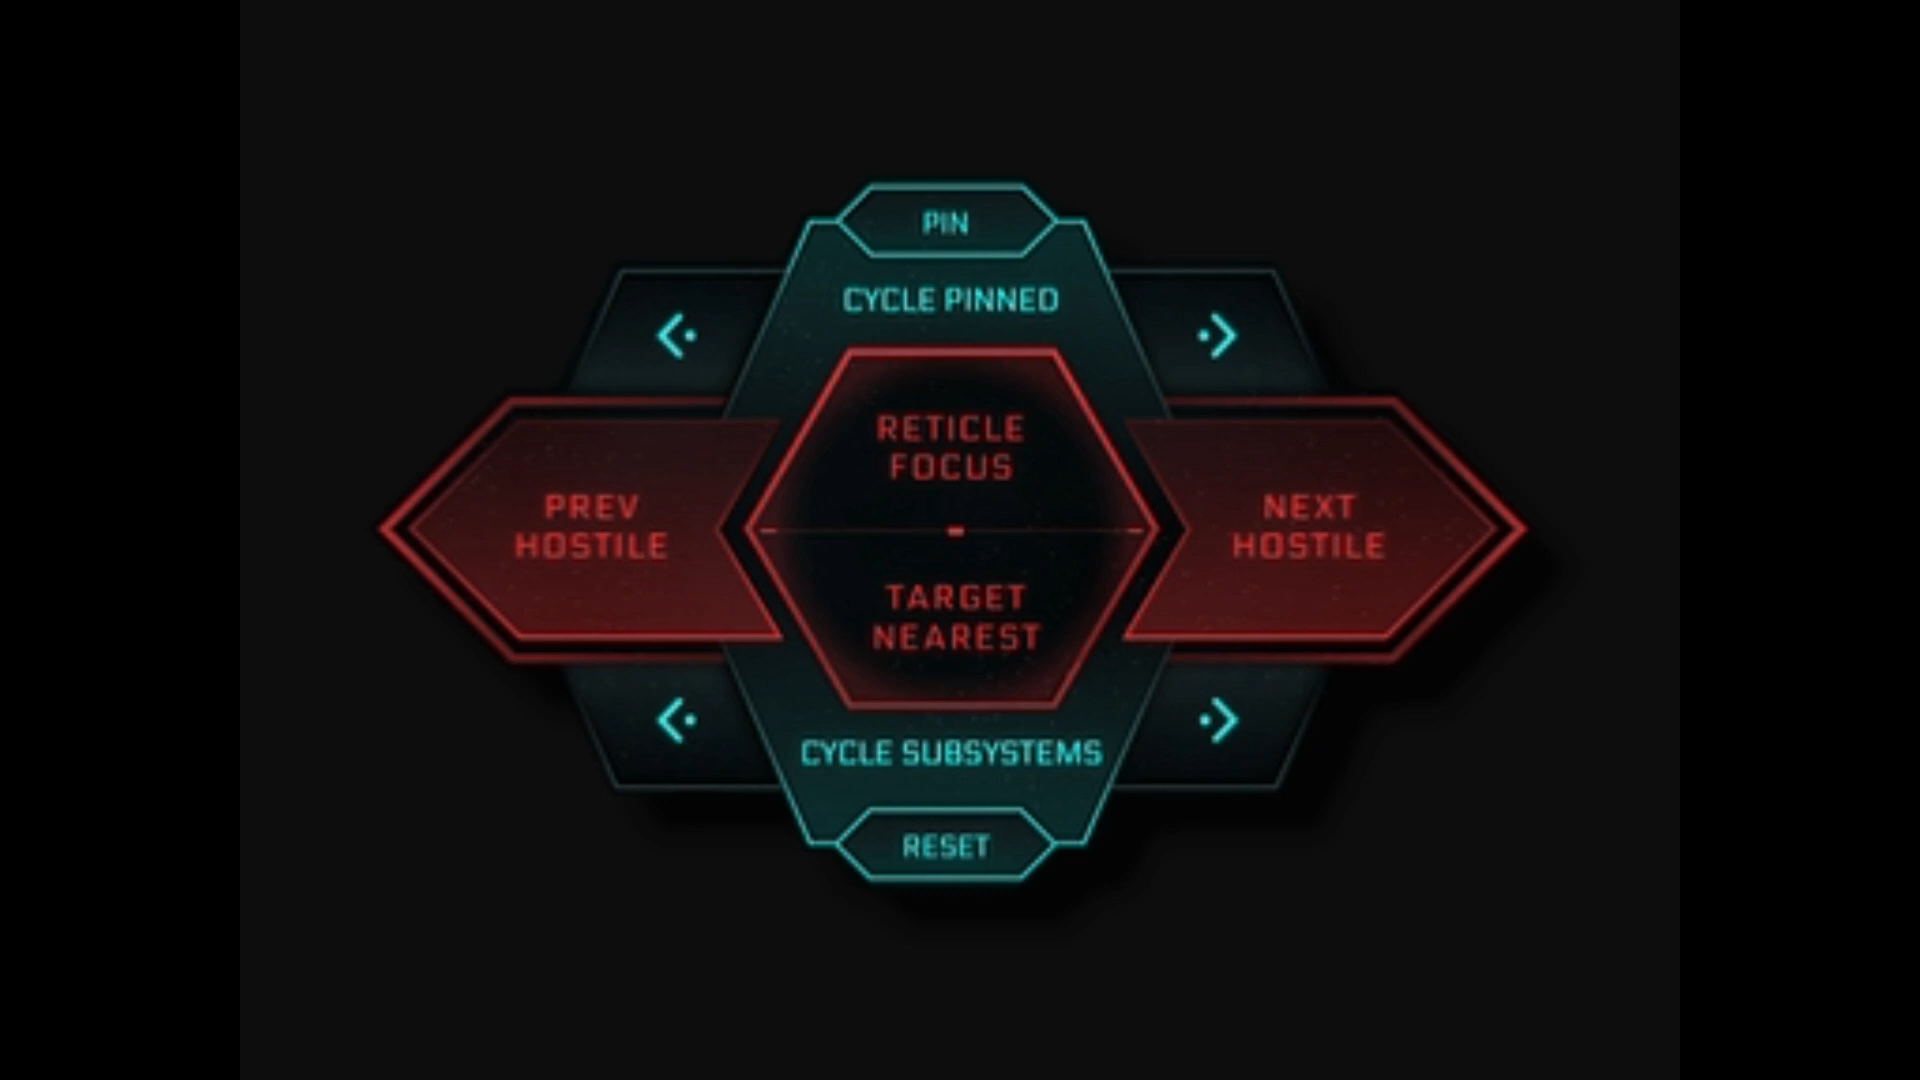 PIN
CYCLE PINNED
RETICLE
FOCUS
PREV
HOSTILE
NEXT
HOSTILE
TARGET
NEAREST
CYCLE SUBSYSTEMS
RESET